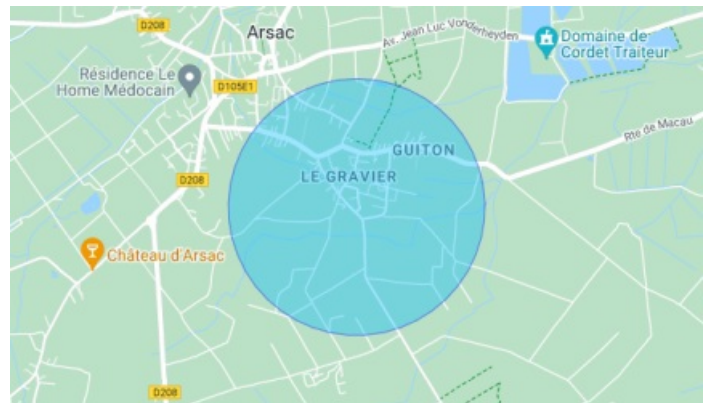 D208
Arsac
Av. Jean Luc Vonderheyden
Domaine de
Cordet Traiteur
Résidence Le
Home Médocain
D105E1
Rte de Macau
GUITON
LE GRAVIER
D208
Château d'Arsac
D208